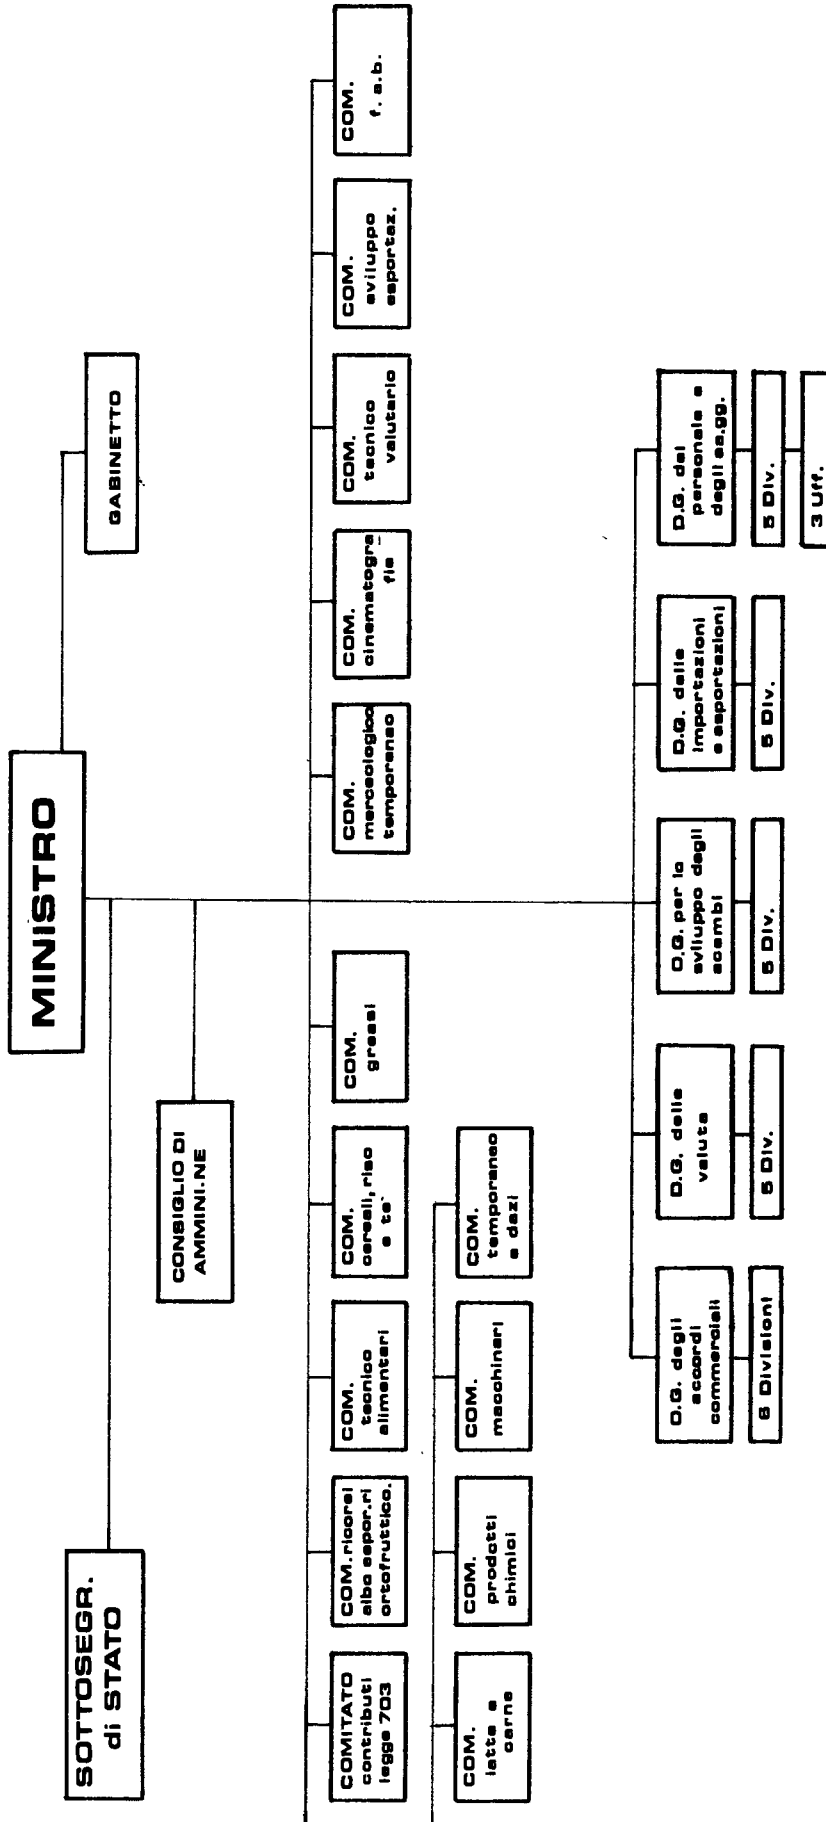 MINISTRO
GABINETTO
SOTTOSEGR.
di STATO
CONSIGLIO DI
AMMINI.NE
COMITATO
contributi
legge 703
COM.ricorsi
albo espor.ri
ortofruttico.
COM.
tecnico
alimentari
COM.
cereali, riso
e te`
COM.
grassi
COM.
merceologico
temporaneo
COM.
cinematogra_
fia
COM.
tecnico
valutario
COM.
sviluppo
esportaz.
COM.
f. a.b.
COM.
latte e
carne
COM.
prodotti
chimici
COM.
macchinari
COM.
temporaneo
e dazi
D.G. degli
accordi
commerciali
6 Divisioni
D.G. delle
valute
5 Div.
D.G. per lo
sviluppo degli
scambi
5 Div.
D.G. delle
importazioni
e esportazioni
5 Div.
D.G. del
personale e
degli aa.gg.
5 Div.
3 Uff.